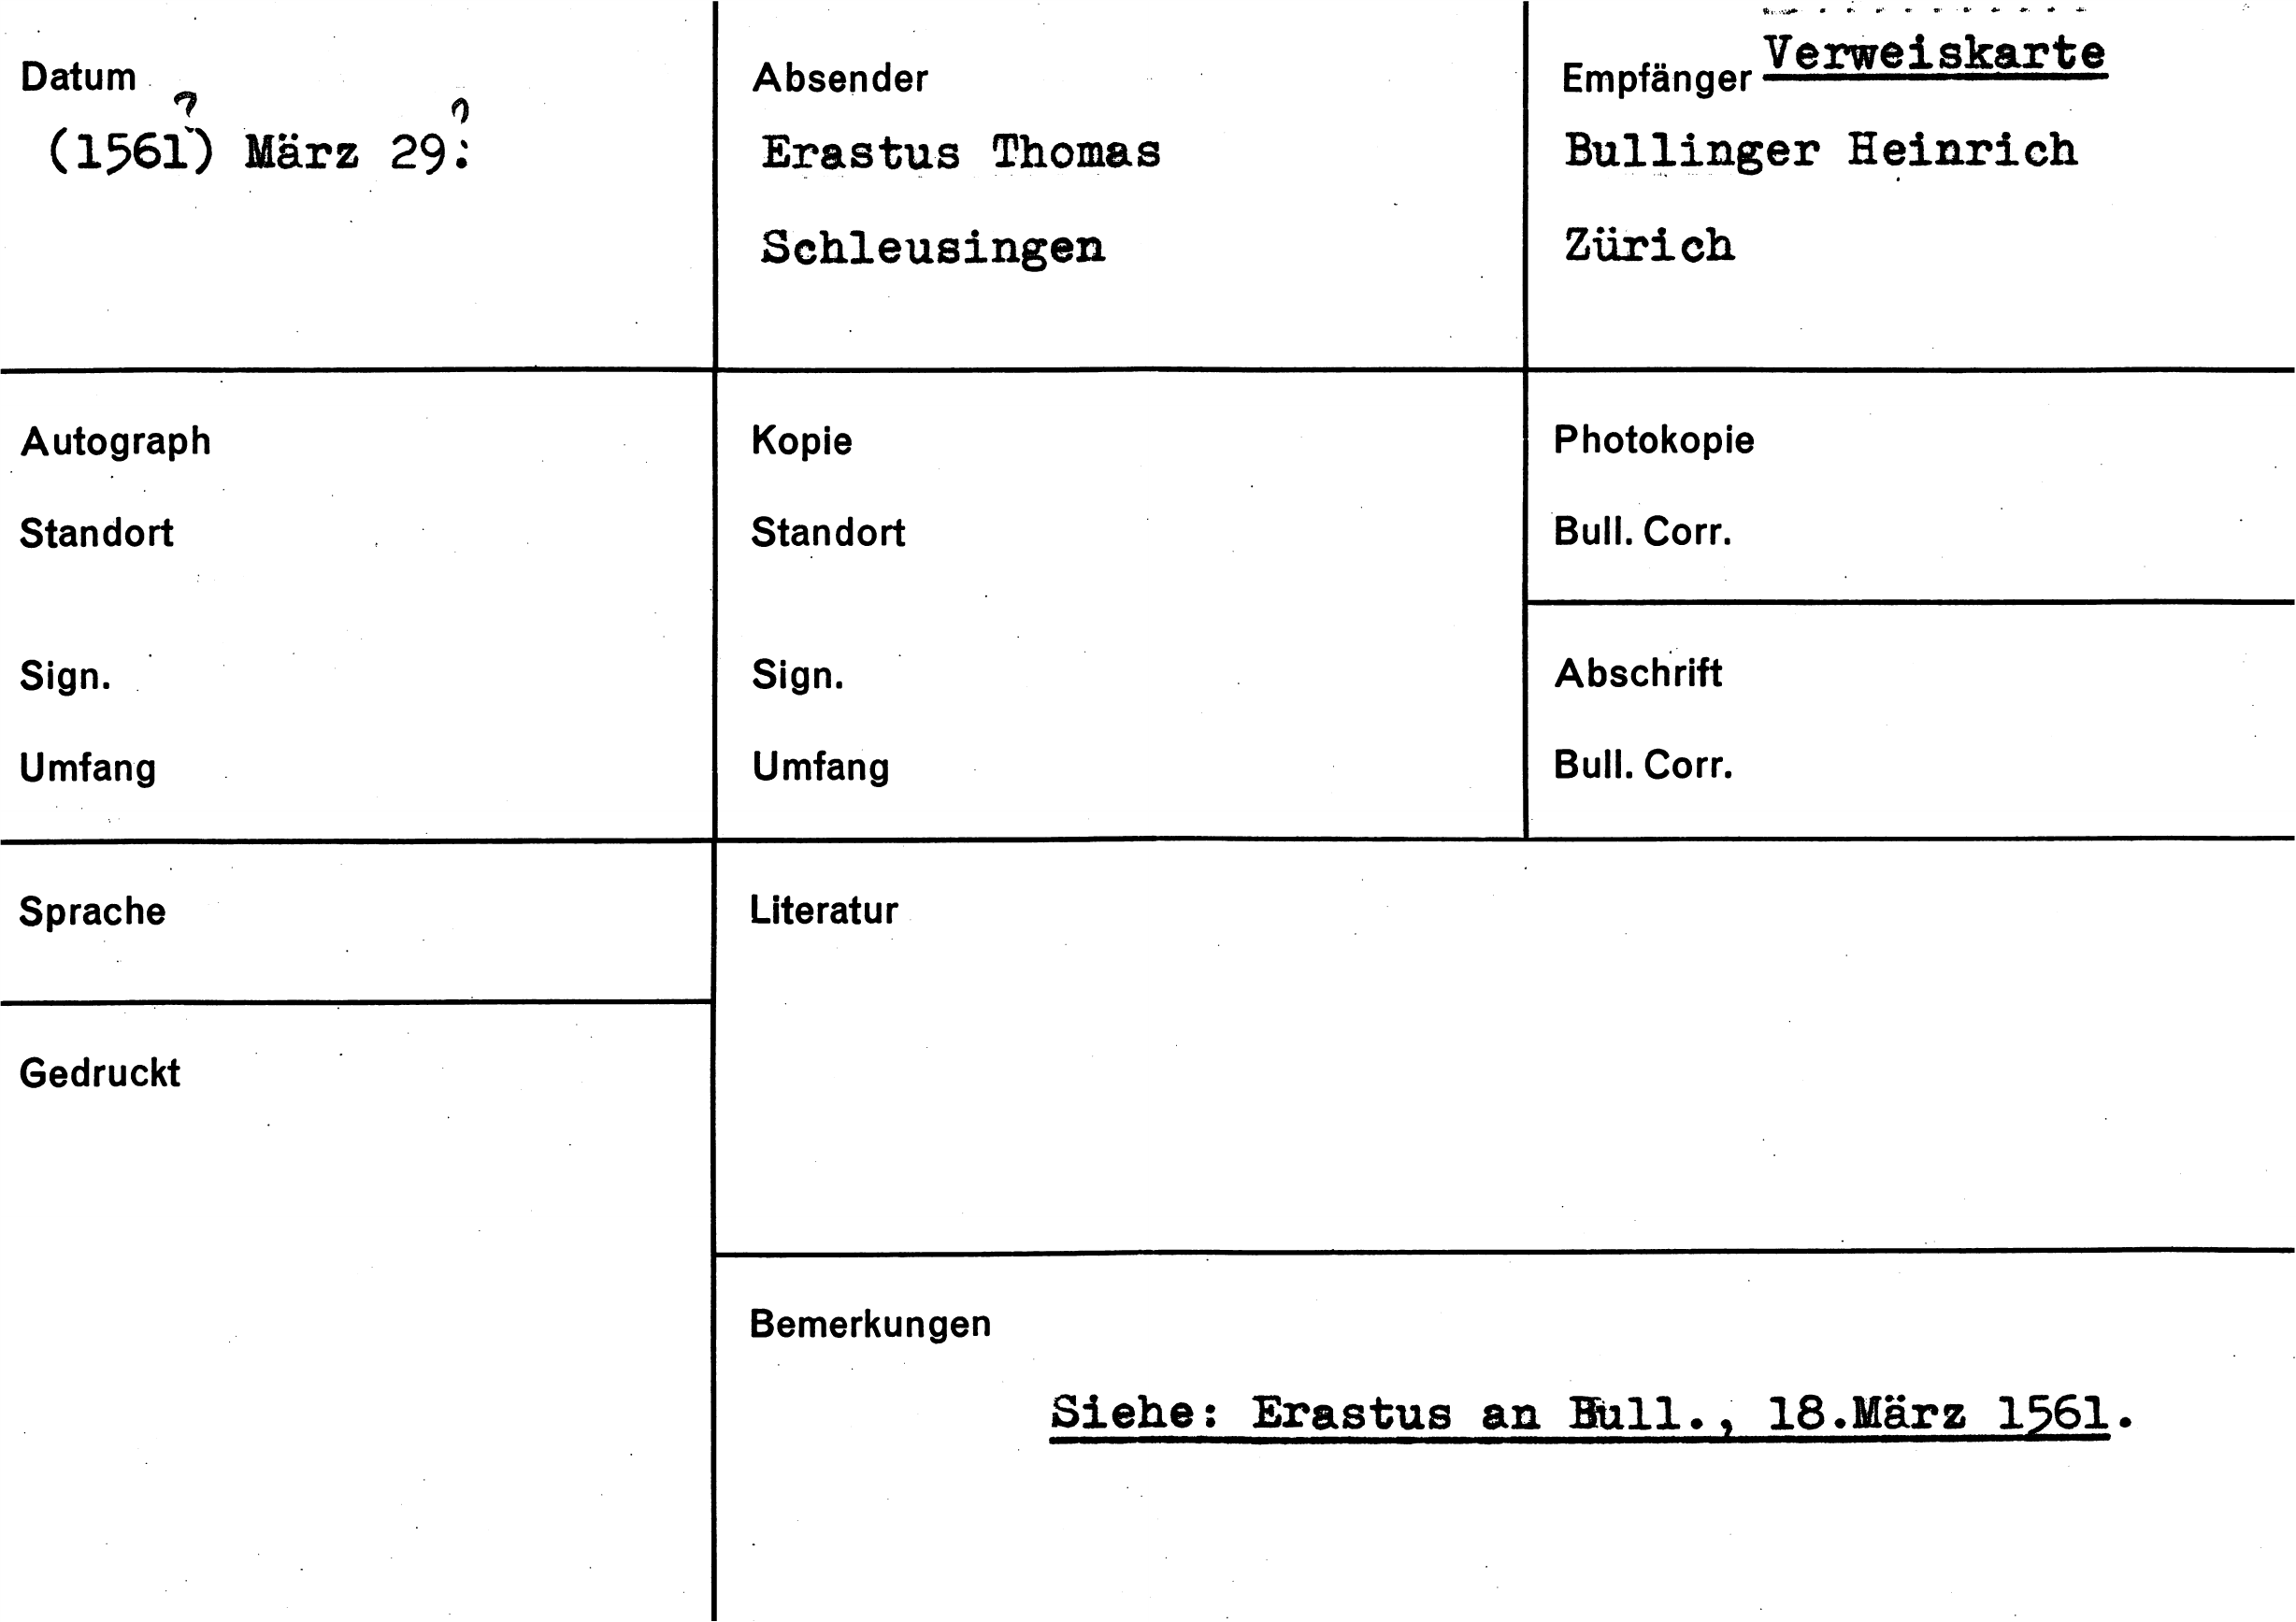 Datum
(1561?) März 29?.
Absender
Erastus Thomas
Schleusingen
Verweiskarte
Empfänger
Bullinger Heinrich
Zürich
Autograph
Standort
Sign.
Umfang
Kopie
Standort
Sign.
Umfang
Photokopie
Bull. Corr.
Abschrift
Bull. Corr.
Sprache
Literatur
Gedruckt
Bemerkungen
Siehe: Erastus an Bull., 18.März 1561.